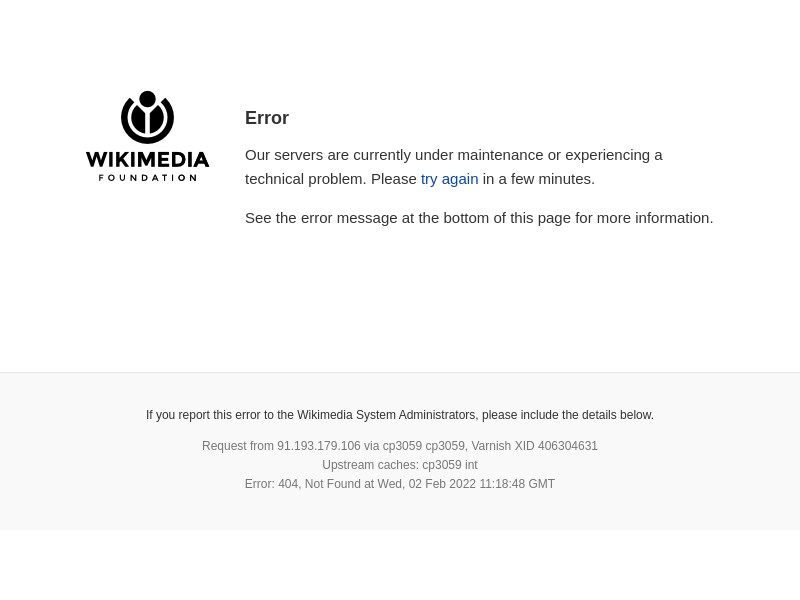 WIKIMEDIA
FOUNDATION
Error
Our servers are currently under maintenance or experiencing a
technical problem. Please try again in a few minutes.
See the error message at the bottom of this page for more information.
If you report this error to the Wikimedia System Administrators, please include the details below.
Request from 91.193.179.106 via cp3059 cp3059, Varnish XID 406304631
Upstream caches: cp3059 int
Error: 404, Not Found at Wed, 02 Feb 2022 11:18:48 GMT